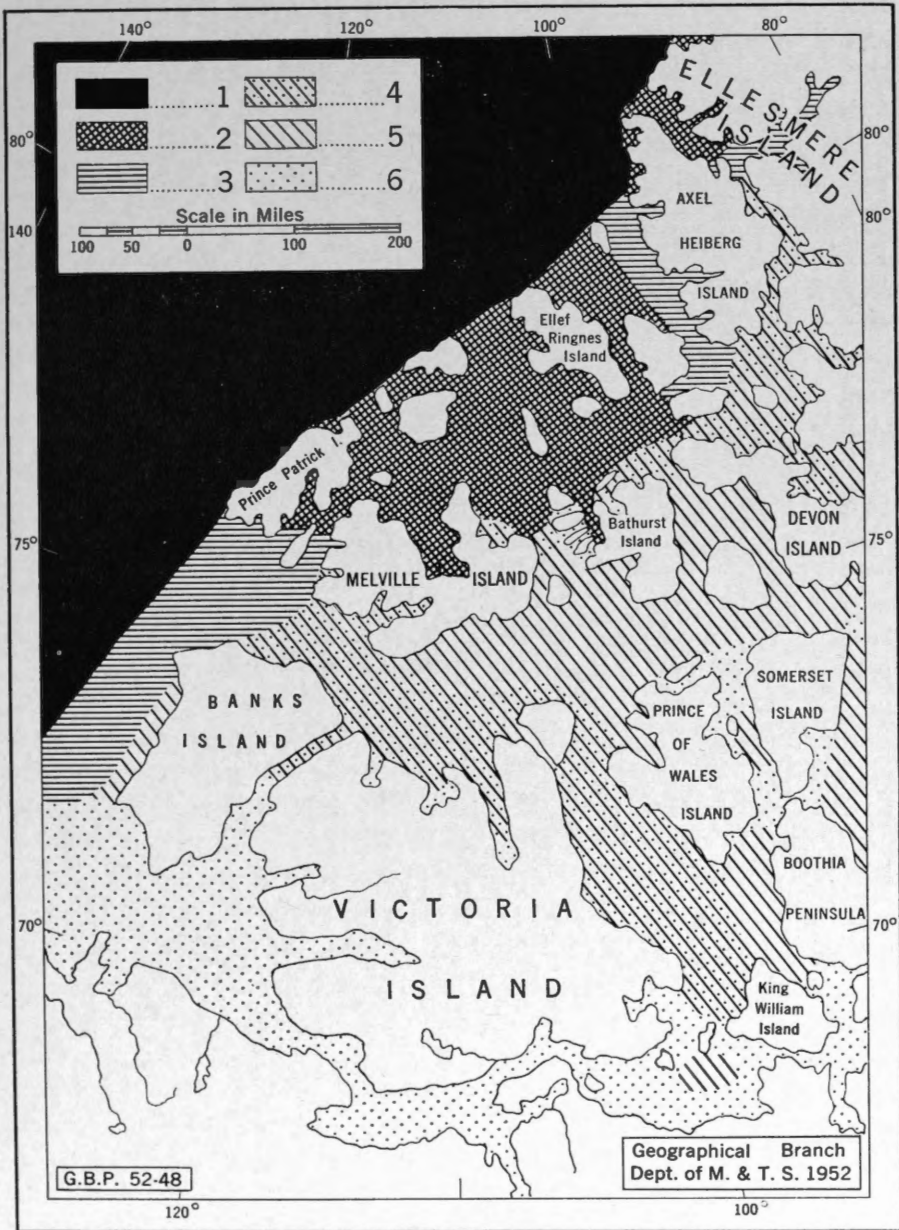 140°
120°
100°
80°
1
2
3
4
5
6
Scale in Miles
100 50 0 100 200
80°
140
75°
70°
80°
80°
75°
70°
ELLESMERE
ISLAND
AXEL
HEIBERG
ISLAND
Ellef
Ringnes
Island
Prince Patrick I.
Bathurst
Island
DEVON
ISLAND
MELVILLE ISLAND
BANKS
ISLAND
PRINCE
OF
WALES
ISLAND
SOMERSET
ISLAND
BOOTHIA
PENINSULA
VICTORIA
ISLAND
King
William
Island
G.B.P. 52-48
Geographical Branch
Dept. of M. & T. S. 1952
120°
100°